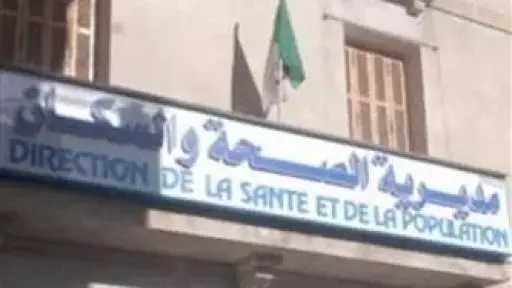 مديرية الصحة والسكان
DIRECTION DE LA SANTE ET DE LA POPULATION